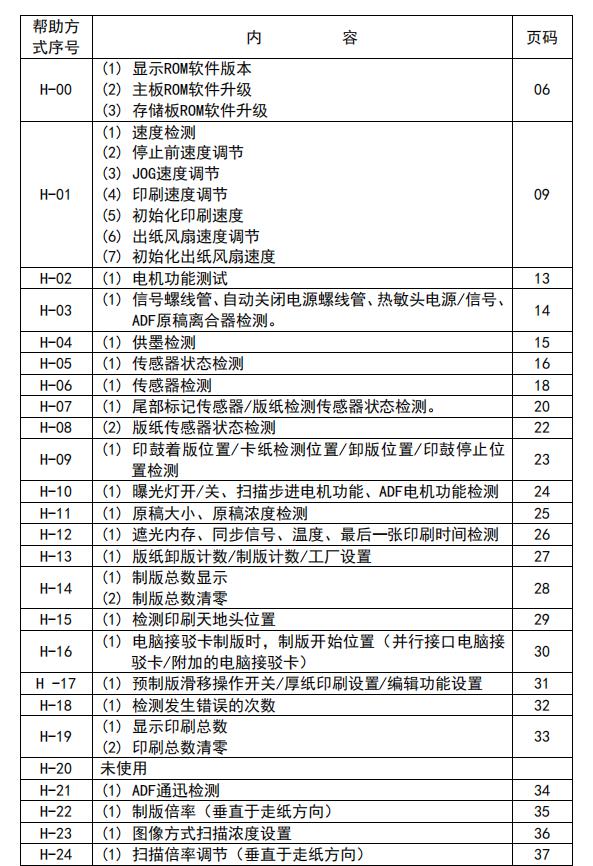 帮助方
式序号
内 容
页码
H-00
(1) 显示ROM软件版本
(2) 主板ROM软件升级
(3) 存储板ROM软件升级
06
H-01
(1) 速度检测
(2) 停止前速度调节
(3) JOG速度调节
(4) 印刷速度调节
(5) 初始化印刷速度
(6) 出纸风扇速度调节
(7) 初始化出纸风扇速度
09
H-02 (1) 电机功能测试 13
H-03
(1) 信号螺线管、自动关闭电源螺线管、热敏头电源/信号、
ADF原稿离合器检测。
14
H-04 (1) 供墨检测 15
H-05 (1) 传感器状态检测 16
H-06 (1) 传感器检测 18
H-07 (1) 尾部标记传感器/版纸检测传感器状态检测。 20
H-08 (2) 版纸传感器状态检测 22
H-09
(1) 印鼓着版位置/卡纸检测位置/卸版位置/印鼓停止位
置检测
23
H-10 (1) 曝光灯开/关、扫描步进电机功能、ADF电机功能检测 24
H-11 (1) 原稿大小、原稿浓度检测 25
H-12 (1) 遮光内存、同步信号、温度、最后一张印刷时间检测 26
H-13 (1) 版纸卸版计数/制版计数/工厂设置 27
H-14
(1) 制版总数显示
(2) 制版总数清零
28
H-15 (1) 检测印刷天地头位置 29
H-16
(1) 电脑接驳卡制版时，制版开始位置（并行接口电脑接
驳卡/附加的电脑接驳卡）
30
H -17 (1) 预制版滑移操作开关/厚纸印刷设置/编辑功能设置 31
H-18 (1) 检测发生错误的次数 32
H-19
(1) 显示印刷总数
(2) 印刷总数清零
33
H-20 未使用
H-21 (1) ADF通迅检测 34
H-22 (1) 制版倍率（垂直于走纸方向） 35
H-23 (1) 图像方式扫描浓度设置 36
H-24 (1) 扫描倍率调节（垂直于走纸方向） 37